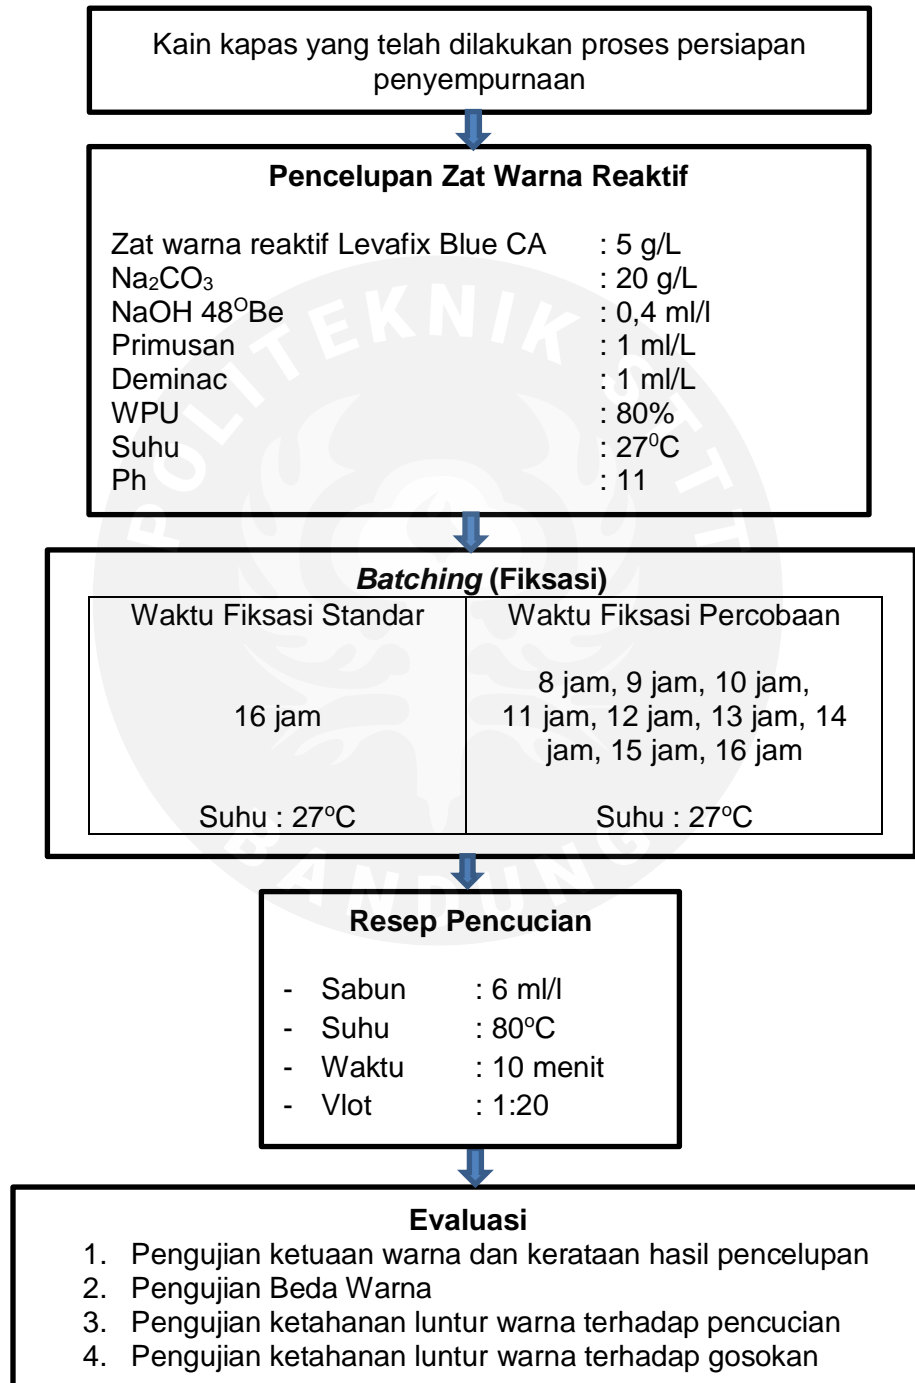 Kain kapas yang telah dilakukan proses persiapan
penyempurnaan
Pencelupan Zat Warna Reaktif
Zat warna reaktif Levafix Blue CA : 5 g/L
Na₂CO₃ : 20 g/L
NaOH 48ᴼBe : 0,4 ml/l
Primusan : 1 ml/L
Deminac : 1 ml/L
WPU : 80%
Suhu : 27⁰C
Ph : 11
Batching (Fiksasi)
Waktu Fiksasi Standar
16 jam
Suhu : 27ᵒC
Waktu Fiksasi Percobaan
8 jam, 9 jam, 10 jam,
11 jam, 12 jam, 13 jam, 14
jam, 15 jam, 16 jam
Suhu : 27ᵒC
Resep Pencucian
- Sabun : 6 ml/l
- Suhu : 80ᵒC
- Waktu : 10 menit
- Vlot : 1:20
Evaluasi
1. Pengujian ketuaan warna dan kerataan hasil pencelupan
2. Pengujian Beda Warna
3. Pengujian ketahanan luntur warna terhadap pencucian
4. Pengujian ketahanan luntur warna terhadap gosokan
POLITEKNIK STTT
BANDUNG